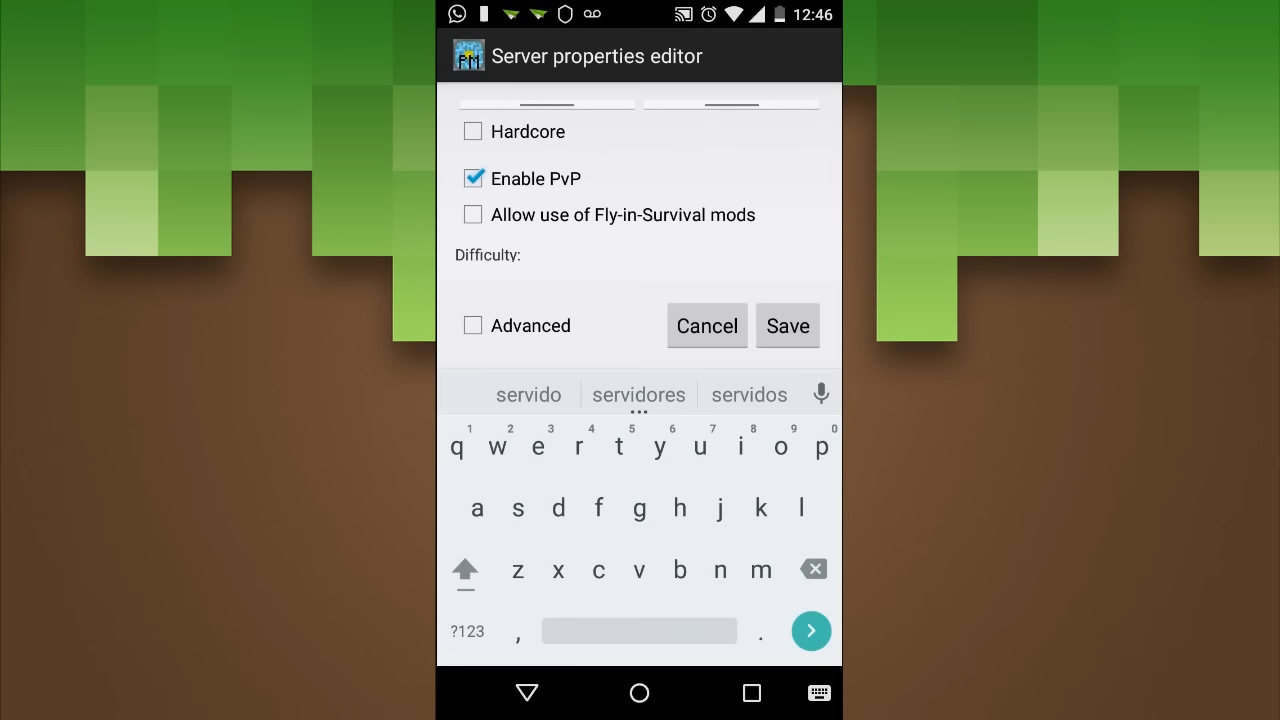 12:46
PM Server properties editor
Hardcore
Enable PvP
Allow use of Fly-in-Survival mods
Difficulty:
Advanced Cancel Save
servido servidores servidos
1 2 3 4 5 6 7 8 9 0
q w e r t y u i o p
a s d f g h j k l
z x c v b n m
?123 , .